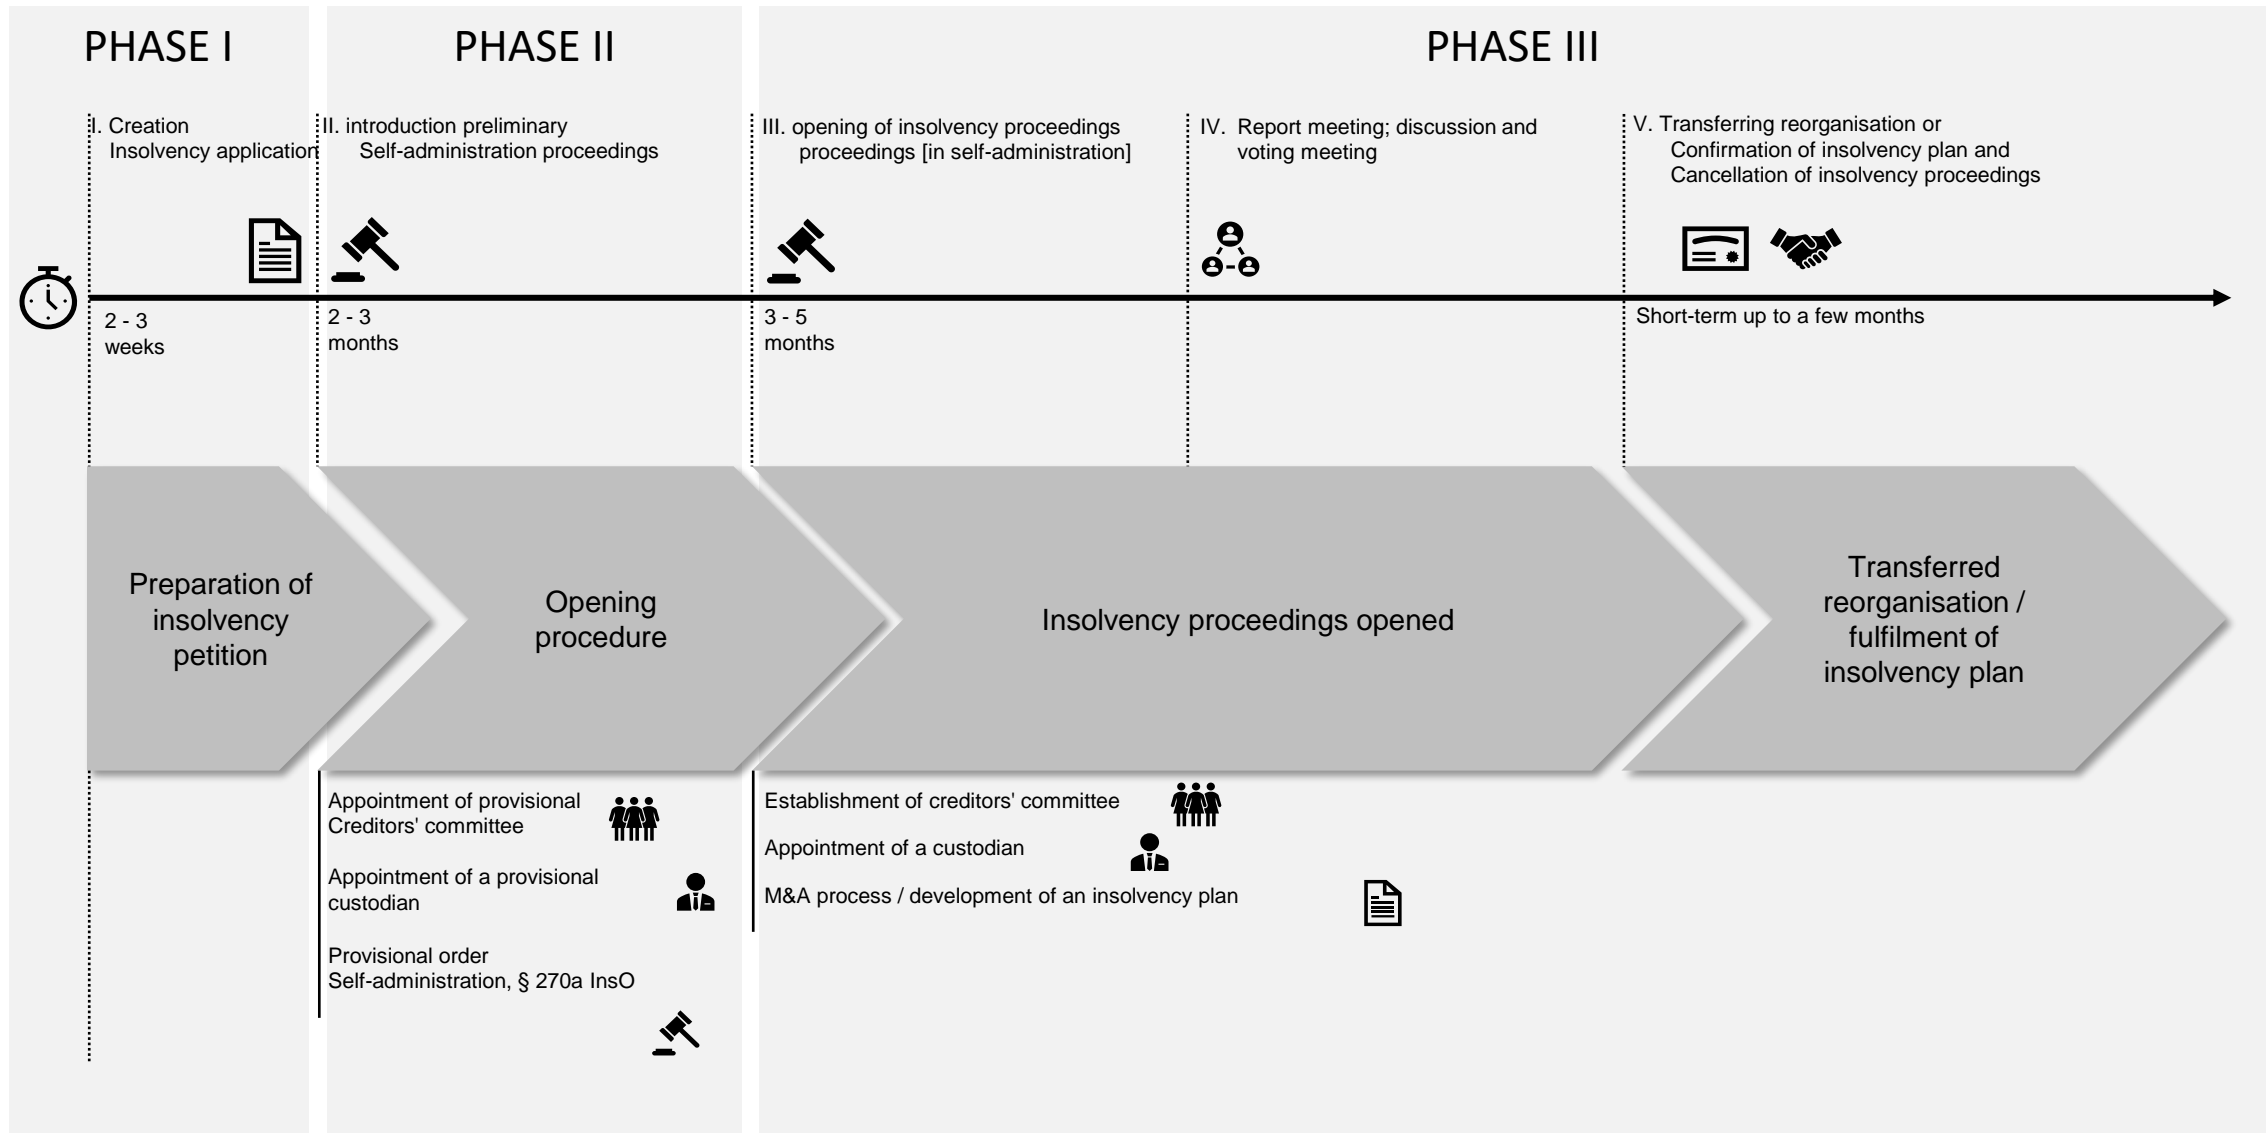 PHASE I
PHASE II
PHASE III
I. Creation
Insolvency application
II. introduction preliminary
Self-administration proceedings
III. opening of insolvency proceedings
proceedings [in self-administration]
IV. Report meeting; discussion and
voting meeting
V. Transferring reorganisation or
Confirmation of insolvency plan and
Cancellation of insolvency proceedings
2 - 3
weeks
2 - 3
months
3 - 5
months
Short-term up to a few months
Preparation of
insolvency
petition
Opening
procedure
Insolvency proceedings opened
Transferred
reorganisation /
fulfilment of
insolvency plan
Appointment of provisional
Creditors' committee
Appointment of a provisional
custodian
Provisional order
Self-administration, § 270a InsO
Establishment of creditors' committee
Appointment of a custodian
M&A process / development of an insolvency plan